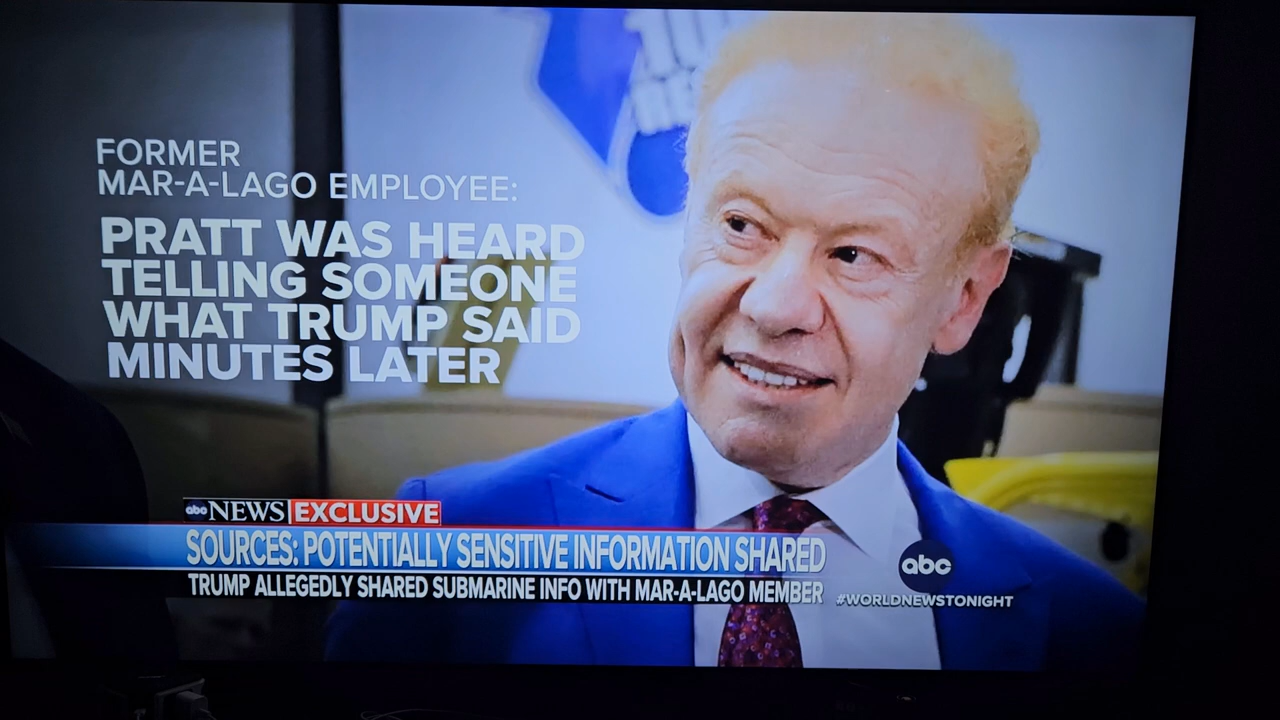 FORMER
MAR-A-LAGO EMPLOYEE:
PRATT WAS HEARD
TELLING SOMEONE
WHAT TRUMP SAID
MINUTES LATER
abc NEWS EXCLUSIVE
SOURCES: POTENTIALLY SENSITIVE INFORMATION SHARED
TRUMP ALLEGEDLY SHARED SUBMARINE INFO WITH MAR-A-LAGO MEMBER
abc
#WORLDNEWSTONIGHT